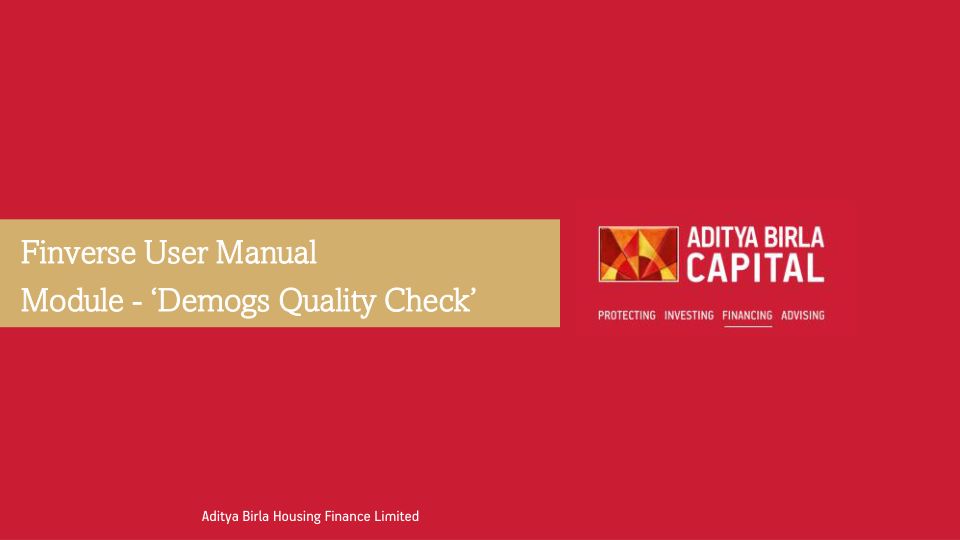 Finverse User Manual
Module - ‘Demogs Quality Check’
ADITYA BIRLA
CAPITAL
PROTECTING INVESTING FINANCING ADVISING
Aditya Birla Housing Finance Limited